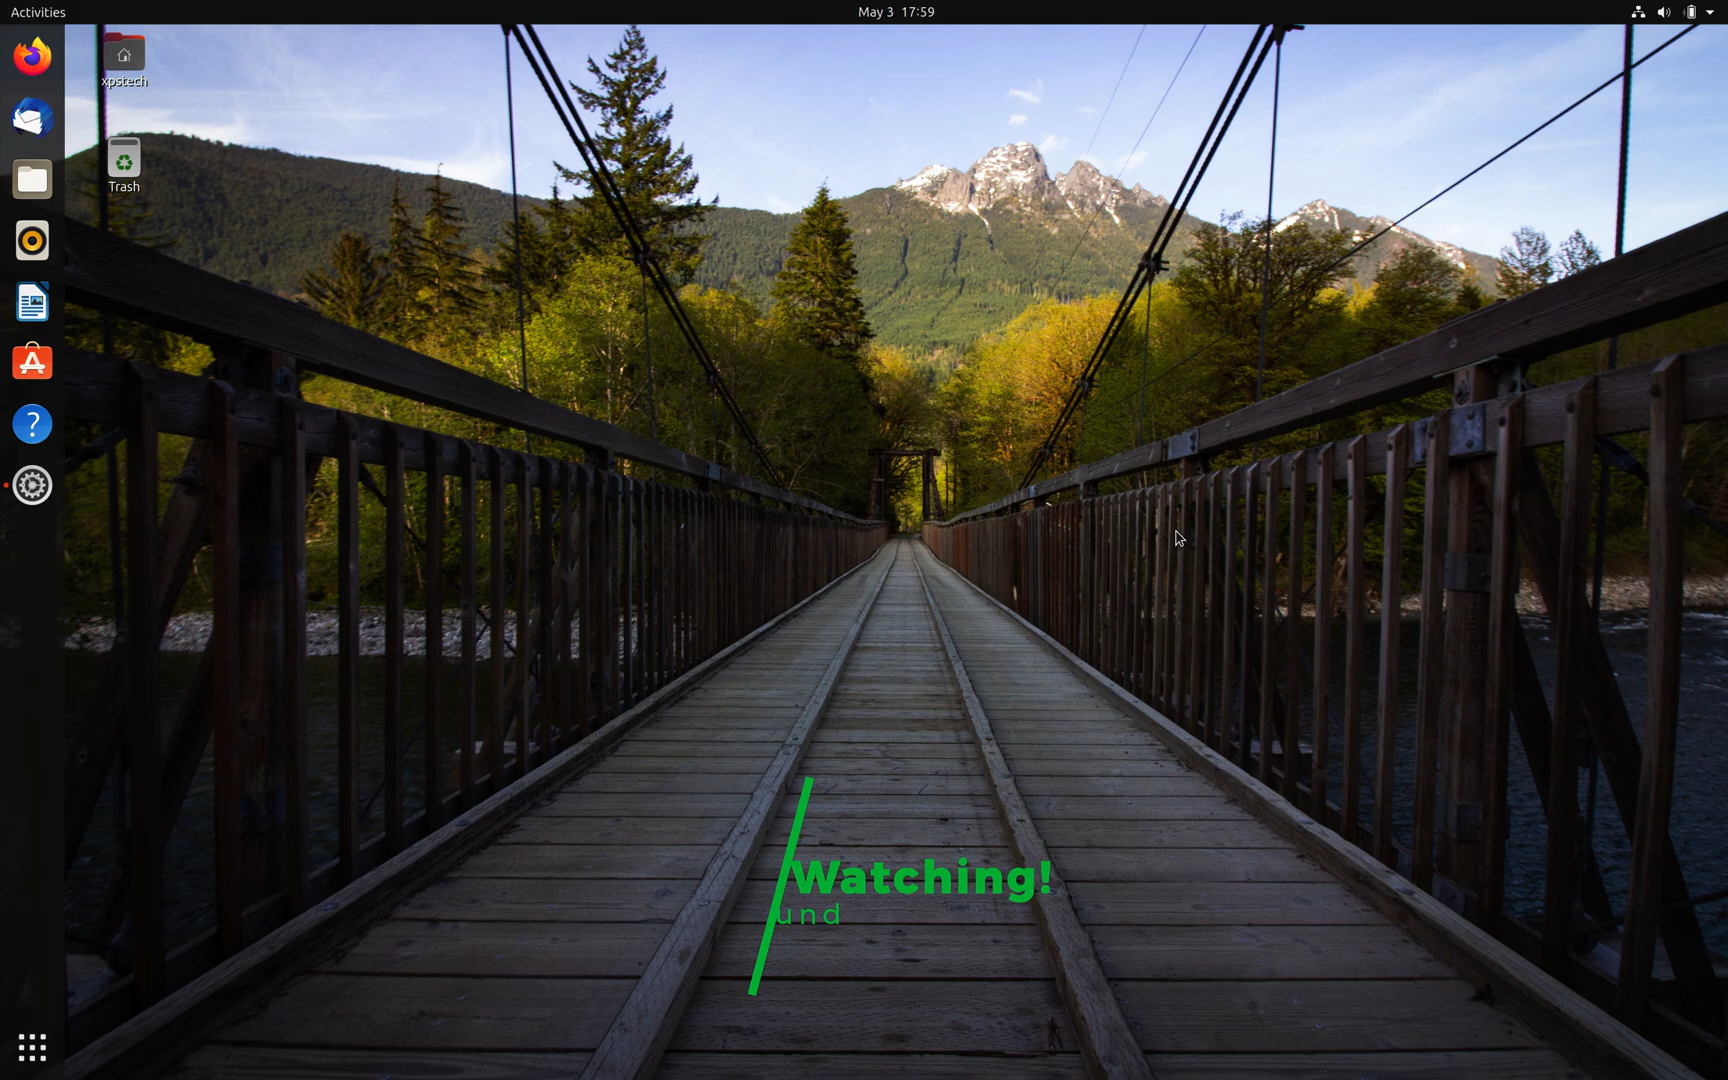 Activities
May 3 17:59
xpstech
Trash
Watching!
und